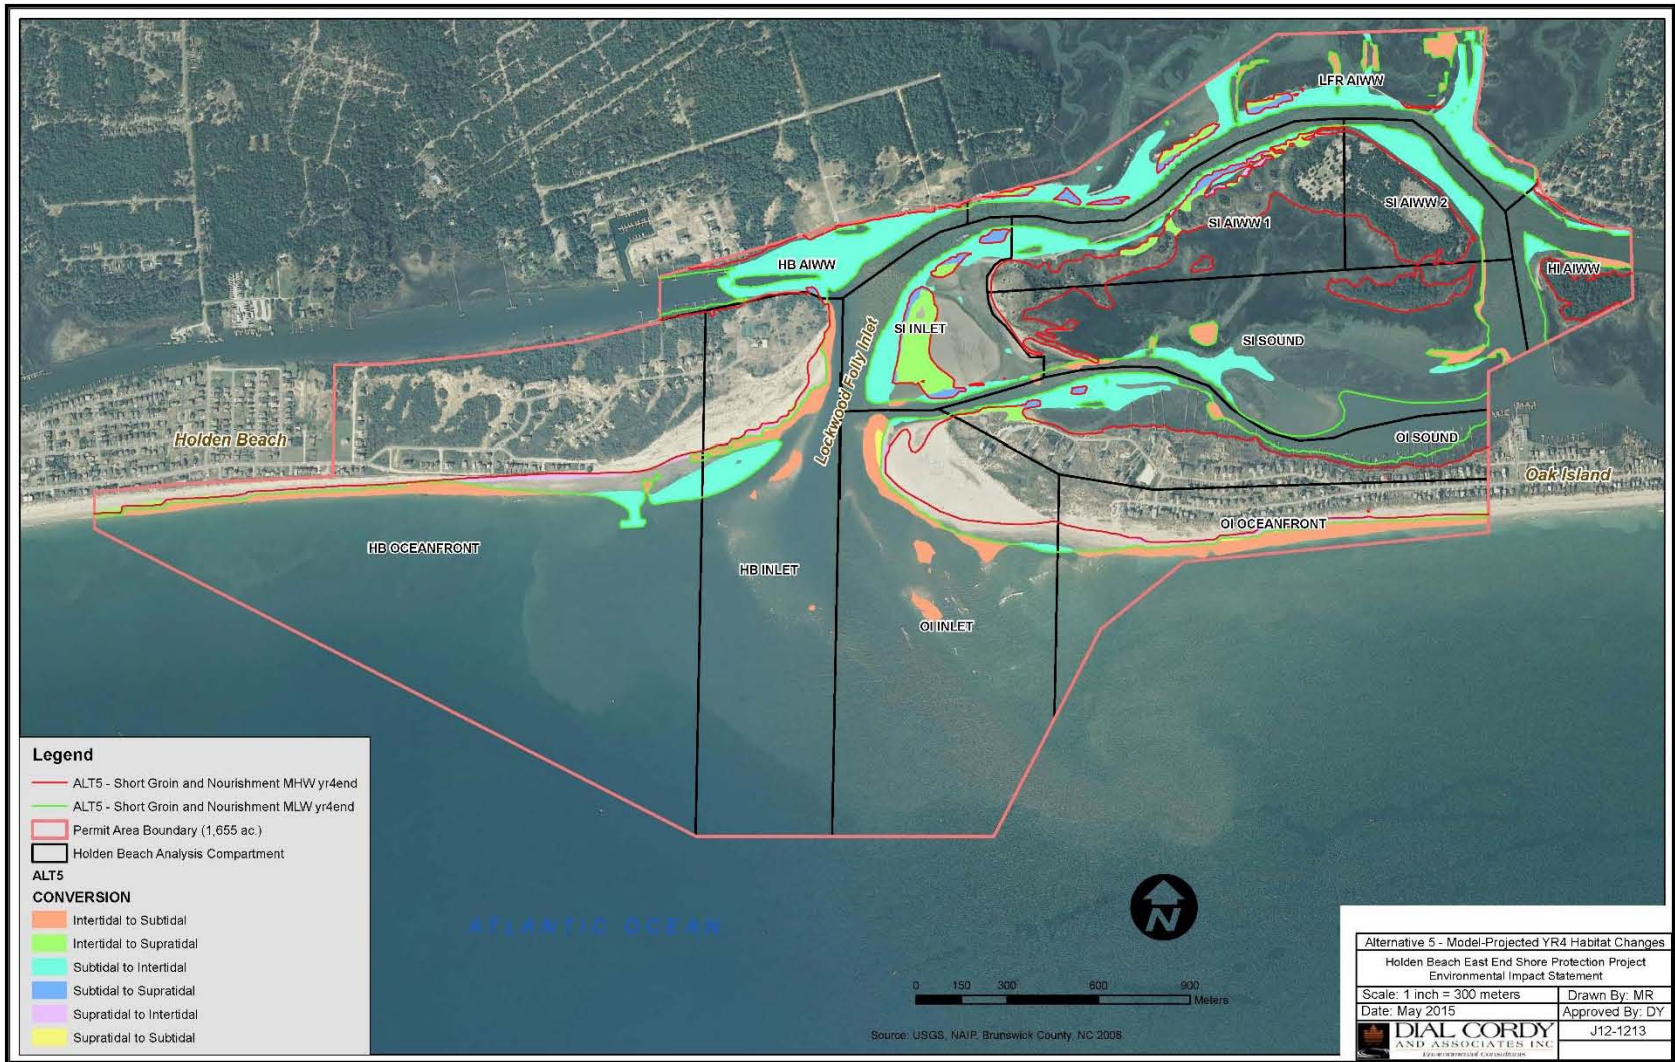 LFR AIWW
SI AIWW 2
SI AIWW 1
HB AIWW
HI AIWW
SI INLET
SI SOUND
Lockwood Folly Inlet
OI SOUND
Holden Beach
Oak Island
OI OCEANFRONT
HB OCEANFRONT
HB INLET
OI INLET
ATLANTIC OCEAN
Legend
ALT5 - Short Groin and Nourishment MHW yr4end
ALT5 - Short Groin and Nourishment MLW yr4end
Permit Area Boundary (1,655 ac.)
Holden Beach Analysis Compartment
ALT5
CONVERSION
Intertidal to Subtidal
Intertidal to Supratidal
Subtidal to Intertidal
Subtidal to Supratidal
Supratidal to Intertidal
Supratidal to Subtidal
N
0 150 300 600 900
Meters
Source: USGS, NAIP, Brunswick County, NC 2008
Alternative 5 - Model-Projected YR4 Habitat Changes
Holden Beach East End Shore Protection Project
Environmental Impact Statement
Scale: 1 inch = 300 meters
Drawn By: MR
Date: May 2015
Approved By: DY
DIAL CORDY
AND ASSOCIATES INC
Environmental Consultants
J12-1213